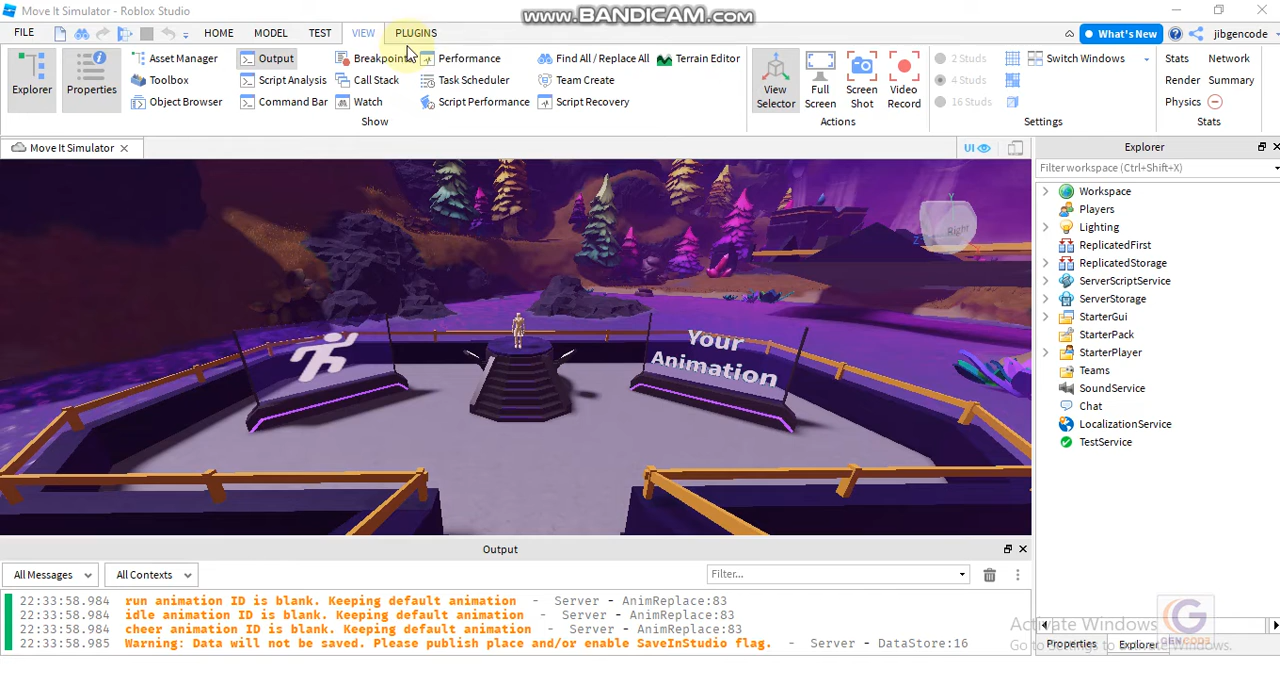 www.BANDICAM.com
Move It Simulator - Roblox Studio
FILE
HOME MODEL TEST VIEW PLUGINS
What's New
jibgencode
Explorer
Properties
Asset Manager
Toolbox
Object Browser
Output
Script Analysis
Command Bar
Breakpoints
Call Stack
Watch
Performance
Task Scheduler
Script Performance
Find All / Replace All
Team Create
Script Recovery
Terrain Editor
Show
View
Selector
Full
Screen
Screen
Shot
Video
Record
Actions
2 Studs
4 Studs
16 Studs
Switch Windows
Settings
Stats Network
Render Summary
Physics
Stats
Move It Simulator
UI
Right
Your
Animation
Explorer
Filter workspace (Ctrl+Shift+X)
Workspace
Players
Lighting
ReplicatedFirst
ReplicatedStorage
ServerScriptService
ServerStorage
StarterGui
StarterPack
StarterPlayer
Teams
SoundService
Chat
LocalizationService
TestService
Output
All Messages
All Contexts
Filter...
22:33:58.984 run animation ID is blank. Keeping default animation - Server - AnimReplace:83
22:33:58.984 idle animation ID is blank. Keeping default animation - Server - AnimReplace:83
22:33:58.984 cheer animation ID is blank. Keeping default animation - Server - AnimReplace:83
22:33:58.985 Warning: Data will not be saved. Please publish place and/or enable SaveInStudio flag. - Server - DataStore:16
Activate Windows
Go to Settings to activate Windows.
GENCODE
Properties
Explorer